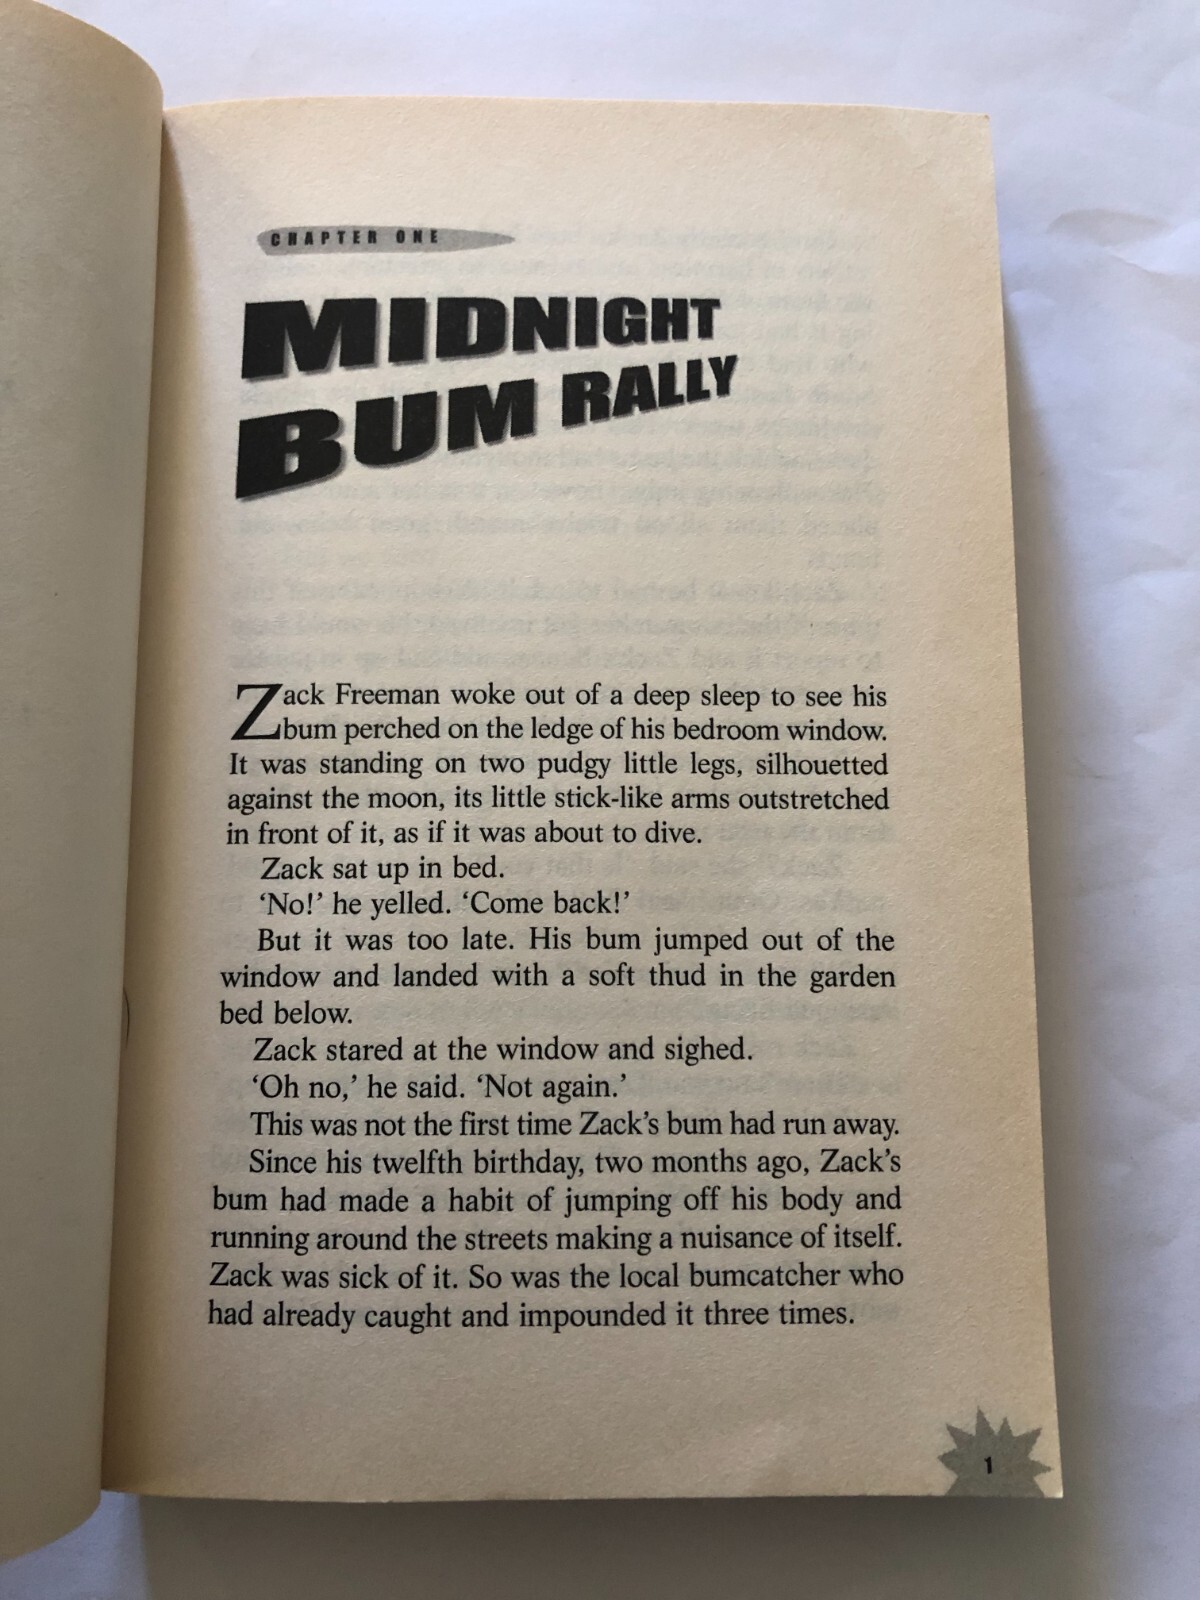 CHAPTER ONE
MIDNIGHT
BUM RALLY
Zack Freeman woke out of a deep sleep to see his
bum perched on the ledge of his bedroom window.
It was standing on two pudgy little legs, silhouetted
against the moon, its little stick-like arms outstretched
in front of it, as if it was about to dive.
Zack sat up in bed.
‘No!’ he yelled. ‘Come back!’
But it was too late. His bum jumped out of the
window and landed with a soft thud in the garden
bed below.
Zack stared at the window and sighed.
‘Oh no,’ he said. ‘Not again.’
This was not the first time Zack’s bum had run away.
Since his twelfth birthday, two months ago, Zack’s
bum had made a habit of jumping off his body and
running around the streets making a nuisance of itself.
Zack was sick of it. So was the local bumcatcher who
had already caught and impounded it three times.
1